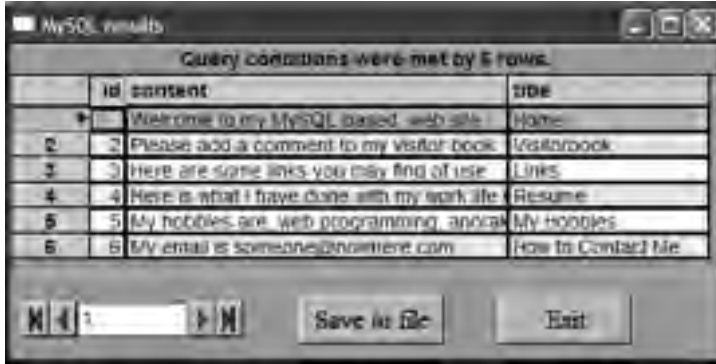 MySQL results
Query conditions were met by 6 rows.
id content title
Welcome to my MySQL based web site Home
2 2 Please add a comment to my visitor book Visitorbook
3 3 Here are some links you may find of use Links
4 4 Here is what I have done with my work life Resume
5 5 My hobbies are, web programming, anorak My Hobbies
6 6 My email is someone@nowhere.com How to Contact Me
1
Save to file Exit